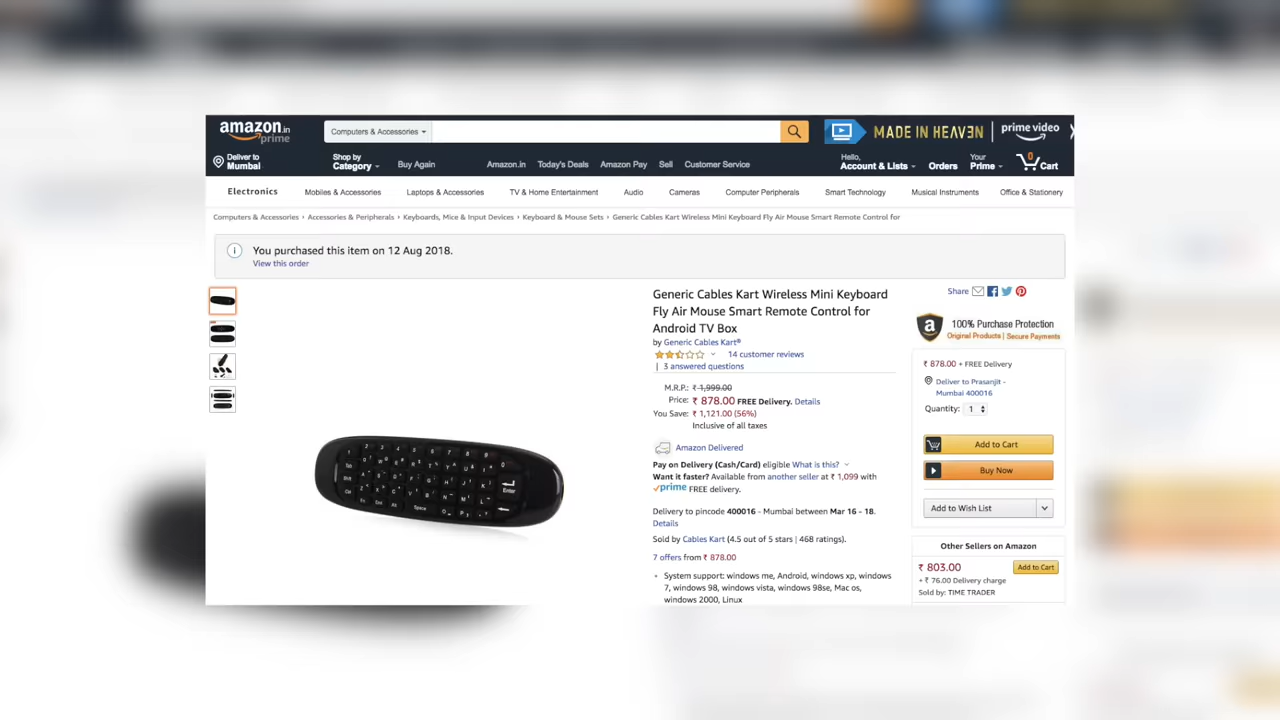 amazon.in
prime
Computers & Accessories
MADE IN HEAVEN
prime video
Deliver to
Mumbai
Shop by
Category
Buy Again
Amazon.in
Today's Deals
Amazon Pay
Sell
Customer Service
Hello,
Account & Lists
Orders
Your
Prime
0
Cart
Electronics
Mobiles & Accessories
Laptops & Accessories
TV & Home Entertainment
Audio
Cameras
Computer Peripherals
Smart Technology
Musical Instruments
Office & Stationery
Computers & Accessories › Accessories & Peripherals › Keyboards, Mice & Input Devices › Keyboard & Mouse Sets › Generic Cables Kart Wireless Mini Keyboard Fly Air Mouse Smart Remote Control for
You purchased this item on 12 Aug 2018.
View this order
Generic Cables Kart Wireless Mini Keyboard
Fly Air Mouse Smart Remote Control for
Android TV Box
by Generic Cables Kart®
14 customer reviews
| 3 answered questions
M.R.P.: ₹ 1,999.00
Price: ₹ 878.00 FREE Delivery. Details
You Save: ₹ 1,121.00 (56%)
Inclusive of all taxes
Amazon Delivered
Pay on Delivery (Cash/Card) eligible What is this?
Want it faster? Available from another seller at ₹ 1,099 with
prime FREE delivery.
Delivery to pincode 400016 - Mumbai between Mar 16 - 18.
Details
Sold by Cables Kart (4.5 out of 5 stars | 468 ratings).
7 offers from ₹ 878.00
• System support: windows me, Android, windows xp, windows
7, windows 98, windows vista, windows 98se, Mac os,
windows 2000, Linux
Share
100% Purchase Protection
Original Products | Secure Payments
₹ 878.00 + FREE Delivery
Deliver to Prasanjit -
Mumbai 400016
Quantity: 1
Add to Cart
Buy Now
Add to Wish List
Other Sellers on Amazon
₹ 803.00
Add to Cart
+ ₹ 76.00 Delivery charge
Sold by: TIME TRADER